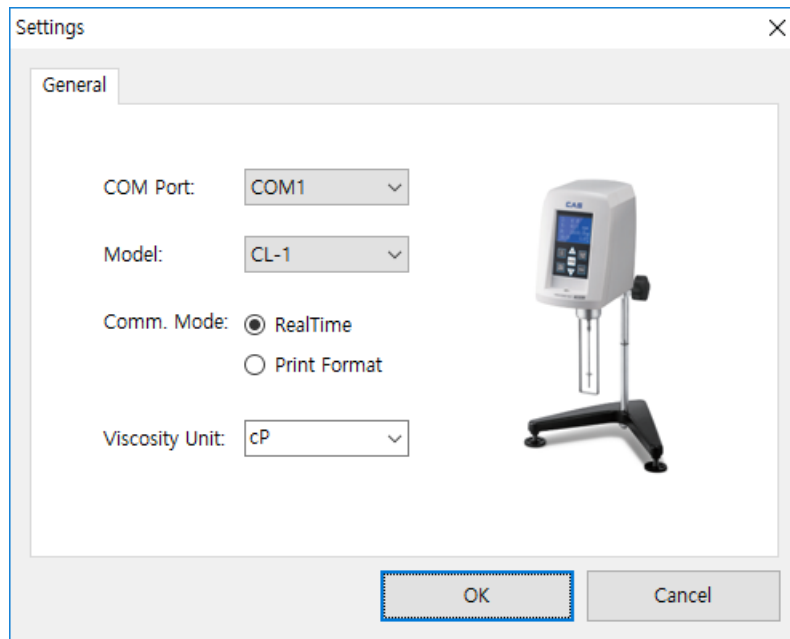 Settings
General
COM Port: COM1
Model: CL-1
Comm. Mode: RealTime
Print Format
Viscosity Unit: cP
CAS
OK Cancel